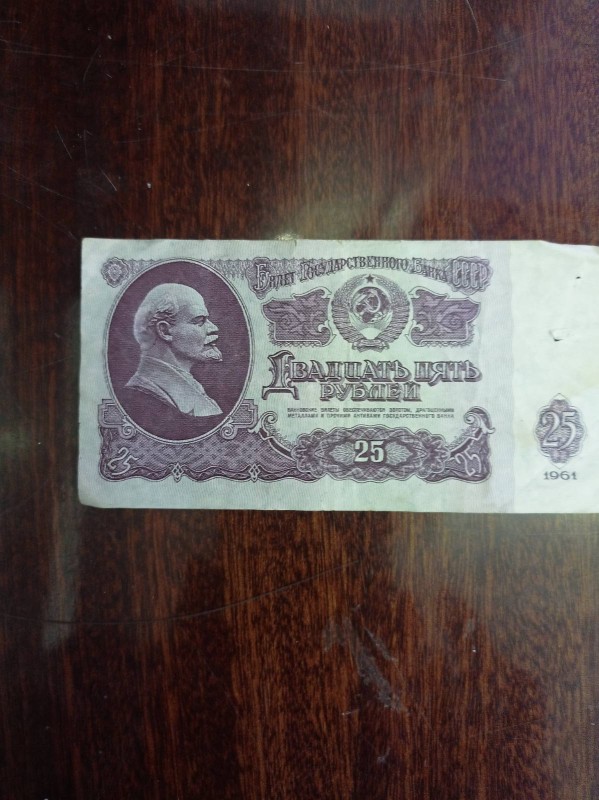 Билет Государственного Банка СССР
Двадцать пять
рублей
банковские билеты обеспечиваются золотом, драгоценными
металлами и прочими активами государственного банка
25
25
1961